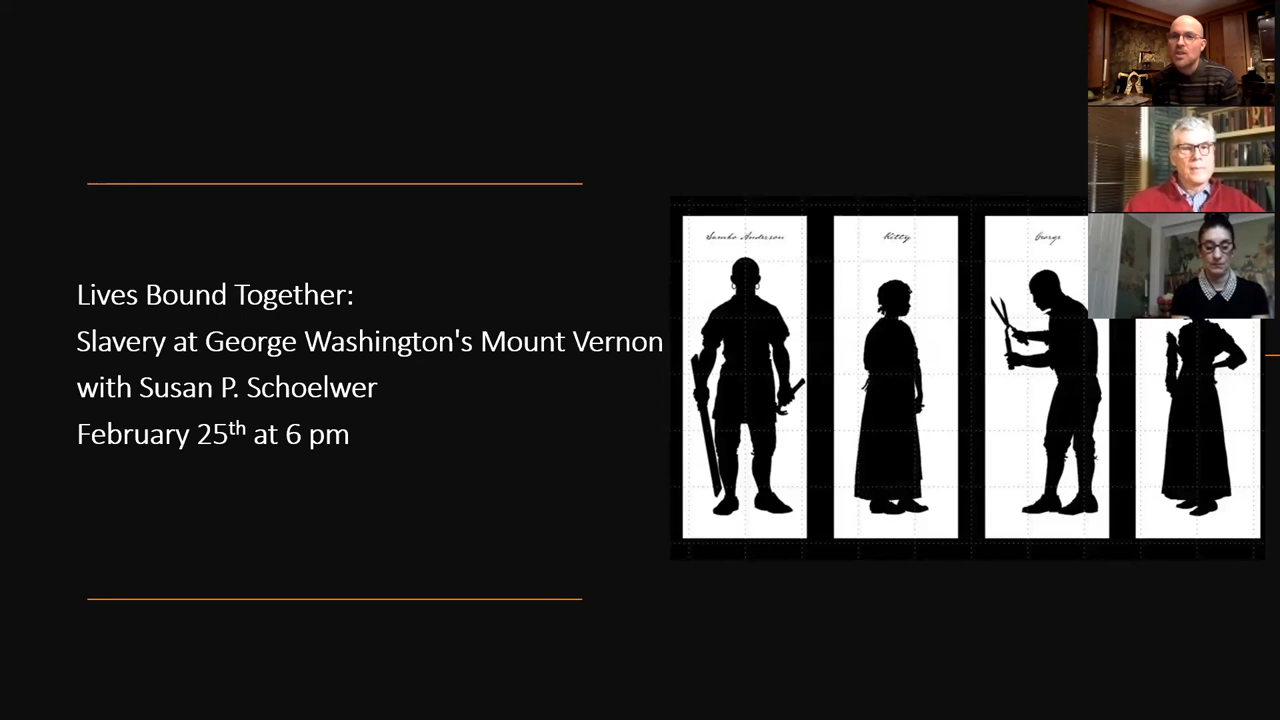 Lives Bound Together:
Slavery at George Washington's Mount Vernon
with Susan P. Schoelwer
February 25th at 6 pm
Sambo Anderson
Kitty
George